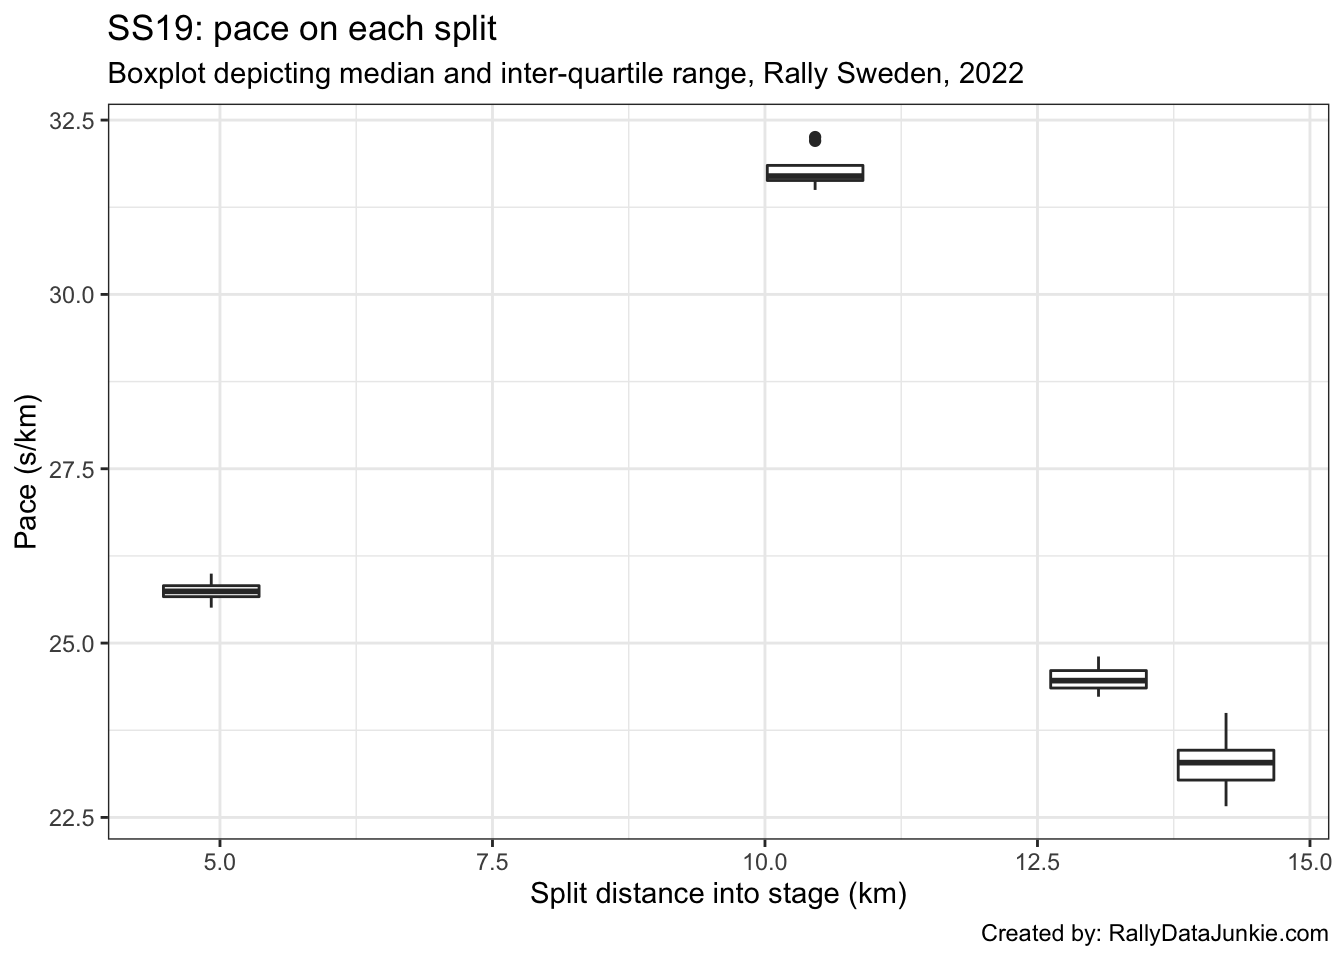 SS19: pace on each split
Boxplot depicting median and inter-quartile range, Rally Sweden, 2022
32.5
30.0
27.5
25.0
22.5
Pace (s/km)
5.0 7.5 10.0 12.5 15.0
Split distance into stage (km)
Created by: RallyDataJunkie.com